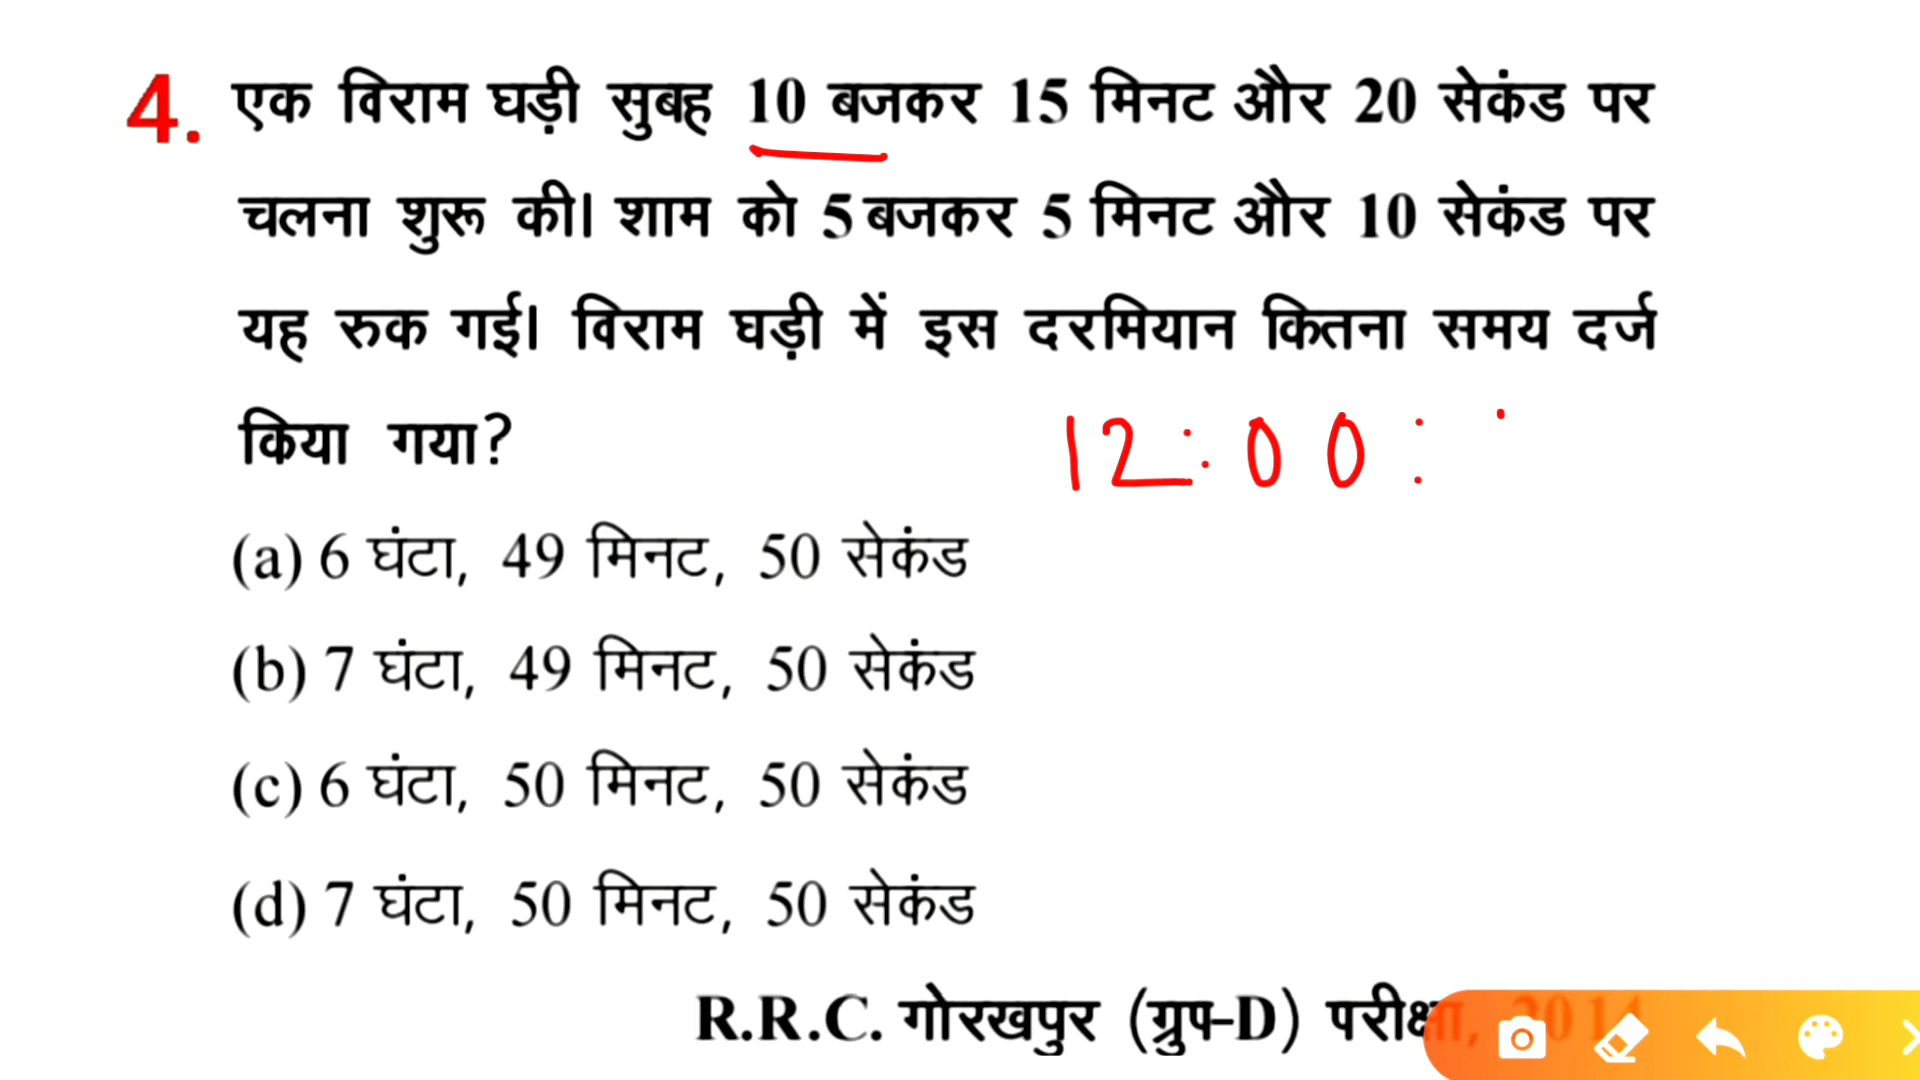 4. एक विराम घड़ी सुबह 10 बजकर 15 मिनट और 20 सेकंड पर
चलना शुरू की। शाम को 5 बजकर 5 मिनट और 10 सेकंड पर
यह रुक गई। विराम घड़ी में इस दरमियान कितना समय दर्ज
किया गया?
12:00:
(a) 6 घंटा, 49 मिनट, 50 सेकंड
(b) 7 घंटा, 49 मिनट, 50 सेकंड
(c) 6 घंटा, 50 मिनट, 50 सेकंड
(d) 7 घंटा, 50 मिनट, 50 सेकंड
R.R.C. गोरखपुर (ग्रुप-D) परीक्षा, 2014